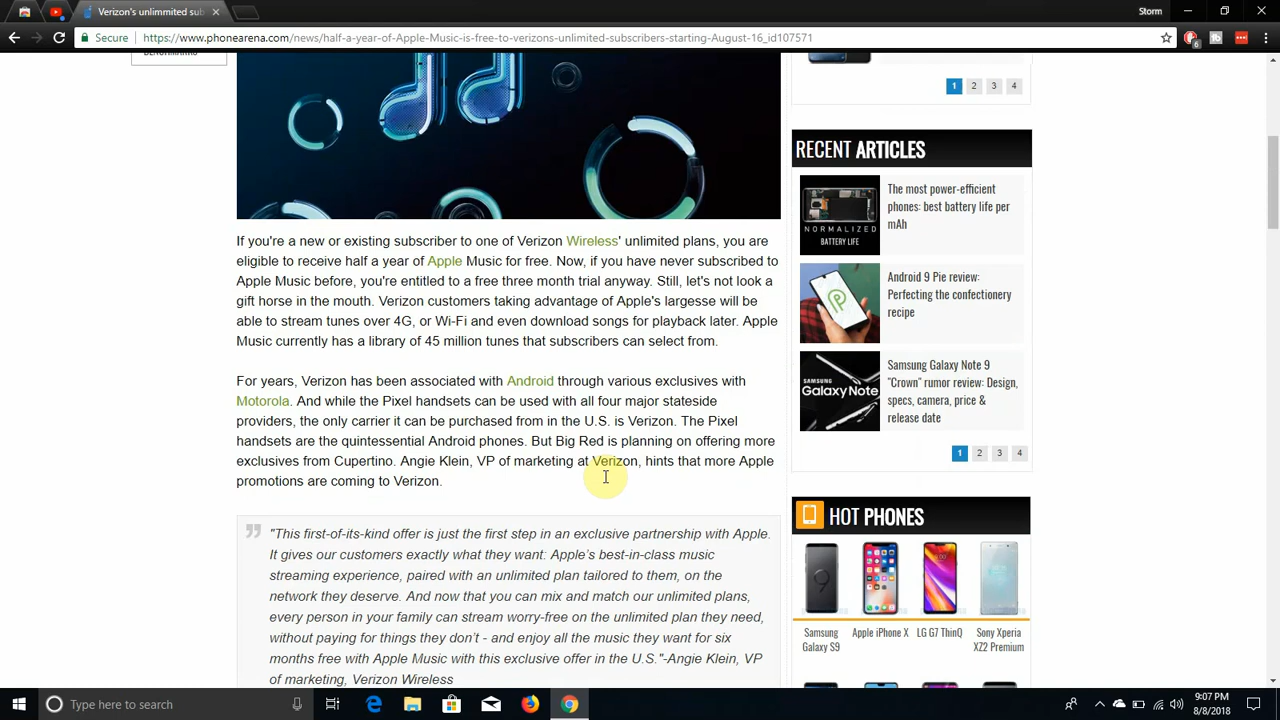 Verizon's unlimmited sub
Storm
Secure
https://www.phonearena.com/news/half-a-year-of-Apple-Music-is-free-to-verizons-unlimited-subscribers-starting-August-16_id107571
6
1 2 3 4
RECENT ARTICLES
The most power-efficient
phones: best battery life per
mAh
NORMALIZED
BATTERY LIFE
Android 9 Pie review:
Perfecting the confectionery
recipe
Samsung Galaxy Note 9
"Crown" rumor review: Design,
specs, camera, price &
release date
SAMSUNG
Galaxy Note
1 2 3 4
HOT PHONES
Samsung
Galaxy S9
Apple iPhone X
LG G7 ThinQ
Sony Xperia
XZ2 Premium
If you're a new or existing subscriber to one of Verizon Wireless' unlimited plans, you are
eligible to receive half a year of Apple Music for free. Now, if you have never subscribed to
Apple Music before, you're entitled to a free three month trial anyway. Still, let's not look a
gift horse in the mouth. Verizon customers taking advantage of Apple's largesse will be
able to stream tunes over 4G, or Wi-Fi and even download songs for playback later. Apple
Music currently has a library of 45 million tunes that subscribers can select from.
For years, Verizon has been associated with Android through various exclusives with
Motorola. And while the Pixel handsets can be used with all four major stateside
providers, the only carrier it can be purchased from in the U.S. is Verizon. The Pixel
handsets are the quintessential Android phones. But Big Red is planning on offering more
exclusives from Cupertino. Angie Klein, VP of marketing at Verizon, hints that more Apple
promotions are coming to Verizon.
"This first-of-its-kind offer is just the first step in an exclusive partnership with Apple.
It gives our customers exactly what they want: Apple's best-in-class music
streaming experience, paired with an unlimited plan tailored to them, on the
network they deserve. And now that you can mix and match our unlimited plans,
every person in your family can stream worry-free on the unlimited plan they need,
without paying for things they don't - and enjoy all the music they want for six
months free with Apple Music with this exclusive offer in the U.S."-Angie Klein, VP
of marketing, Verizon Wireless
Type here to search
9:07 PM
8/8/2018